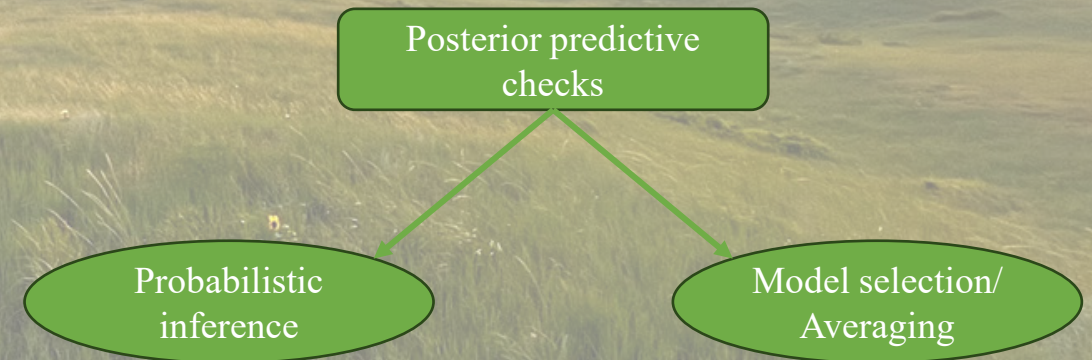 Posterior predictive
checks
Probabilistic
inference
Model selection/
Averaging